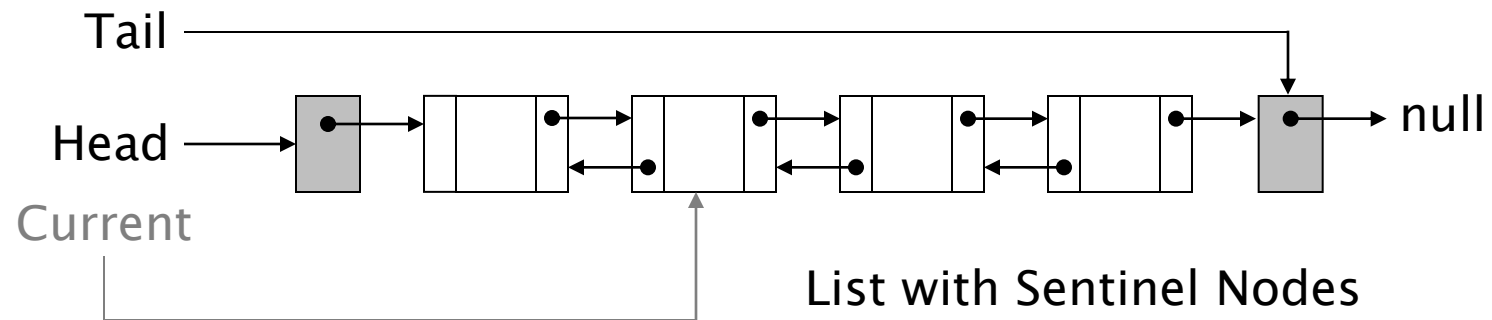 Tail
null
Head
Current
List with Sentinel Nodes